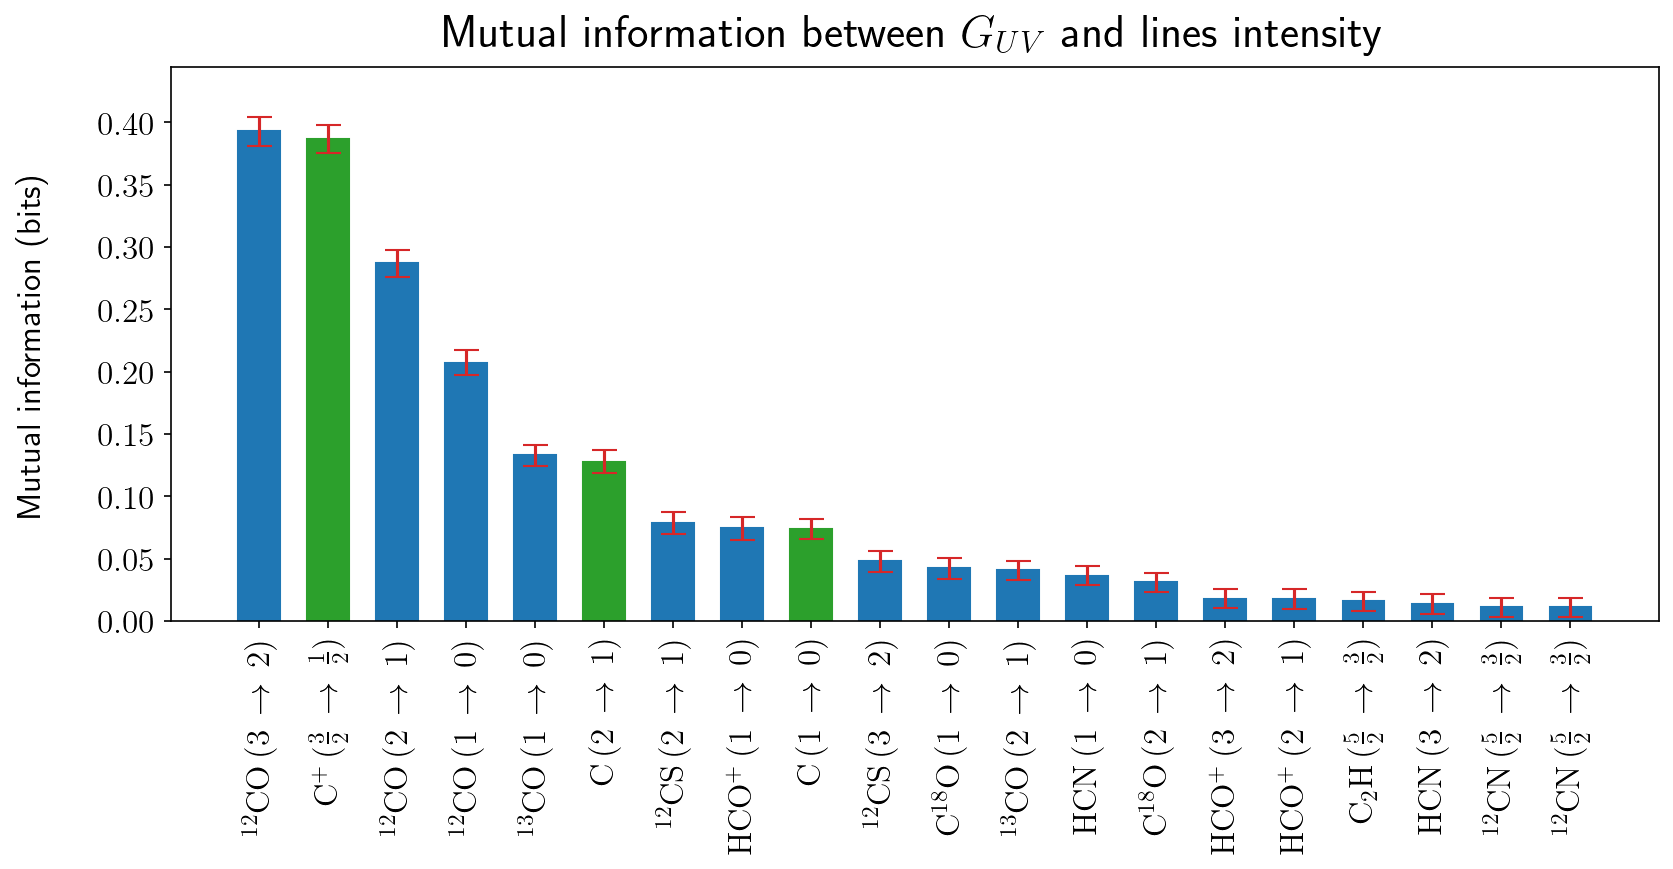 Mutual information between G_{UV} and lines intensity
Mutual information (bits)
0.40
0.35
0.30
0.25
0.20
0.15
0.10
0.05
0.00
¹²CO (3 → 2)
C⁺ (3/2 → 1/2)
¹²CO (2 → 1)
¹²CO (1 → 0)
¹³CO (1 → 0)
C (2 → 1)
¹²CS (2 → 1)
HCO⁺ (1 → 0)
C (1 → 0)
¹²CS (3 → 2)
C¹⁸O (1 → 0)
¹³CO (2 → 1)
HCN (1 → 0)
C¹⁸O (2 → 1)
HCO⁺ (3 → 2)
HCO⁺ (2 → 1)
C₂H (5/2 → 3/2)
HCN (3 → 2)
¹²CN (5/2 → 3/2)
¹²CN (5/2 → 3/2)